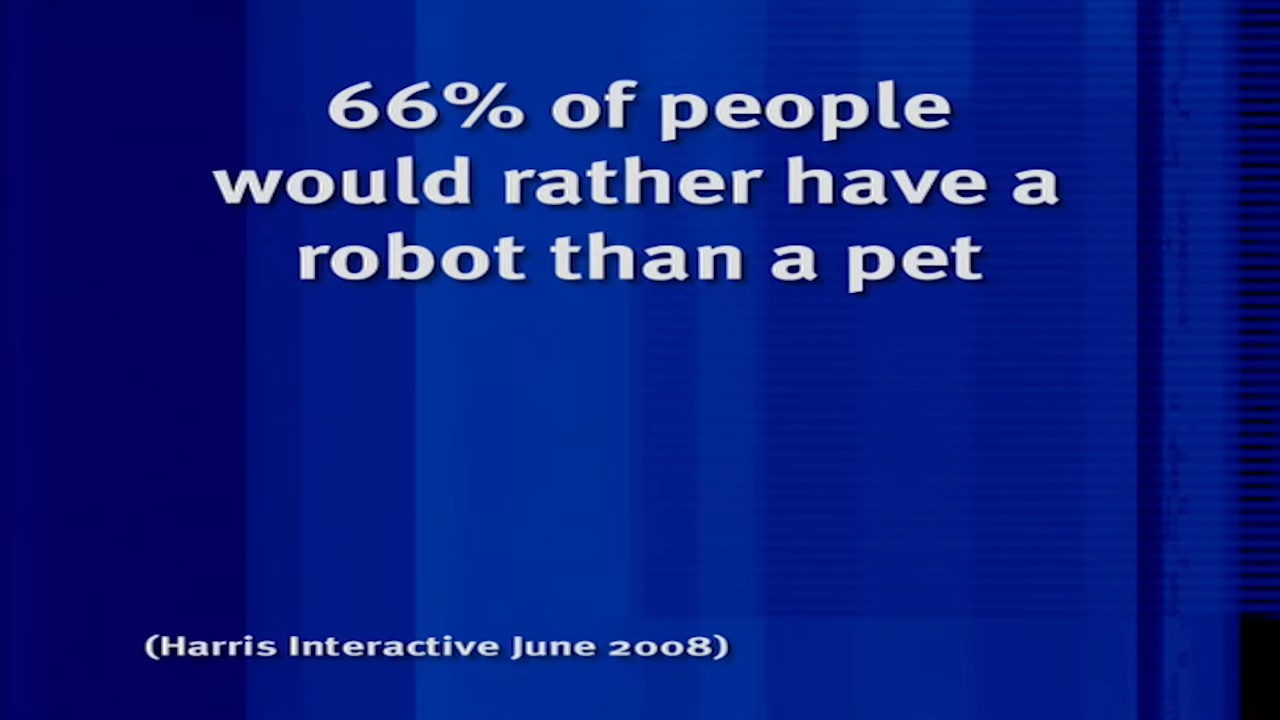 66% of people
would rather have a
robot than a pet
(Harris Interactive June 2008)